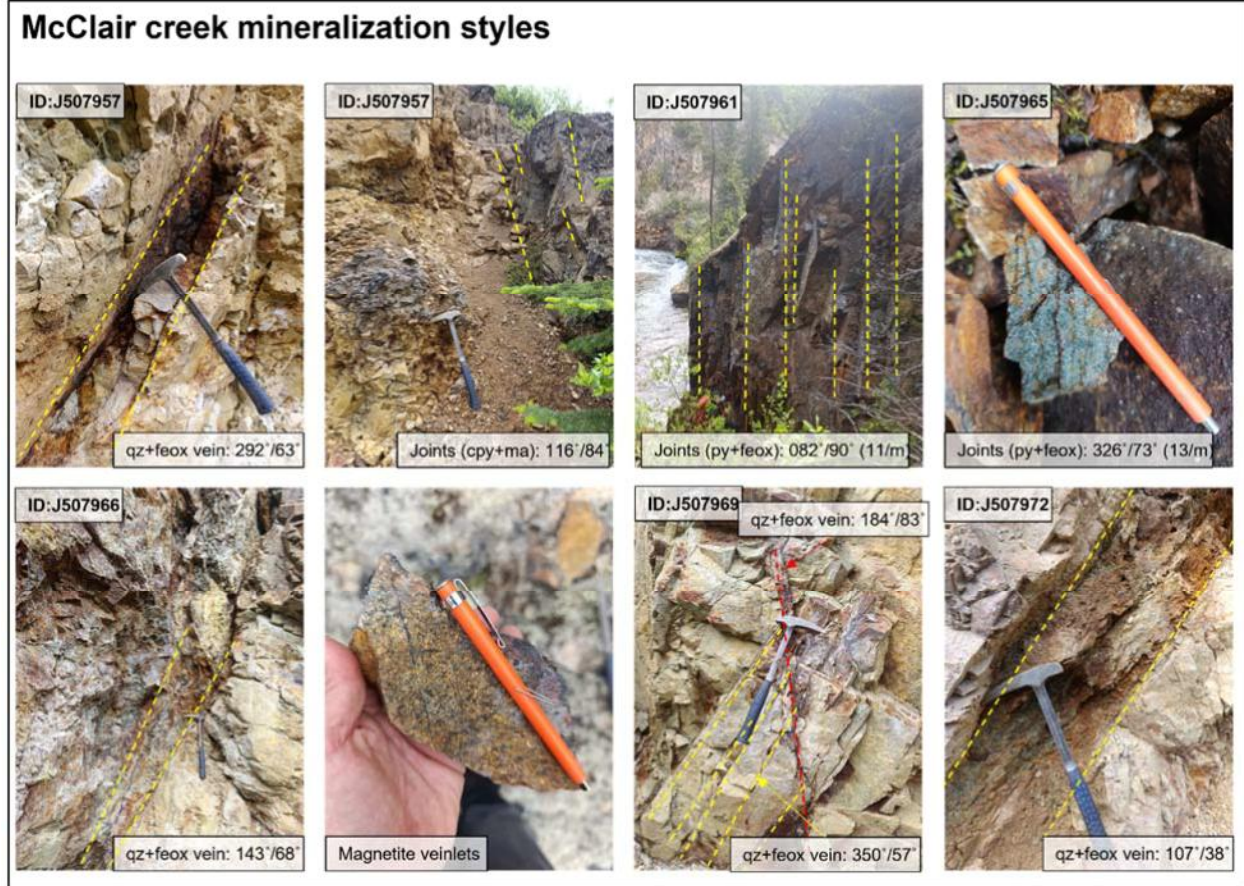 McClair creek mineralization styles
ID:J507957
qz+feox vein: 292°/63°
ID:J507957
Joints (cpy+ma): 116°/84
ID:J507961
Joints (py+feox): 082°/90° (11/m)
ID:J507965
Joints (py+feox): 326°/73° (13/m)
ID:J507966
qz+feox vein: 143°/68°
Magnetite veinlets
ID:J507969
qz+feox vein: 184°/83°
qz+feox vein: 350°/57°
ID:J507972
qz+feox vein: 107°/38°